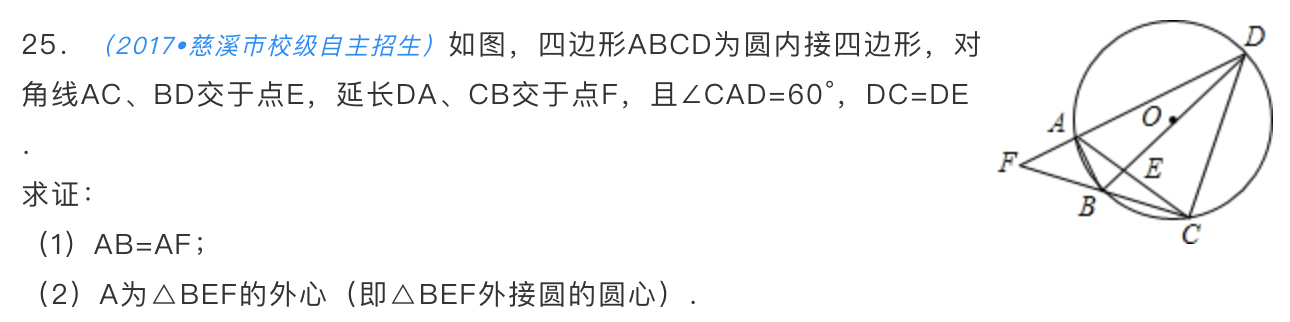 25. （2017•慈溪市校级自主招生）如图，四边形ABCD为圆内接四边形，对
角线AC、BD交于点E，延长DA、CB交于点F，且∠CAD=60°，DC=DE
.
求证：
（1）AB=AF；
（2）A为△BEF的外心（即△BEF外接圆的圆心）.
D
O
A
F
E
B
C